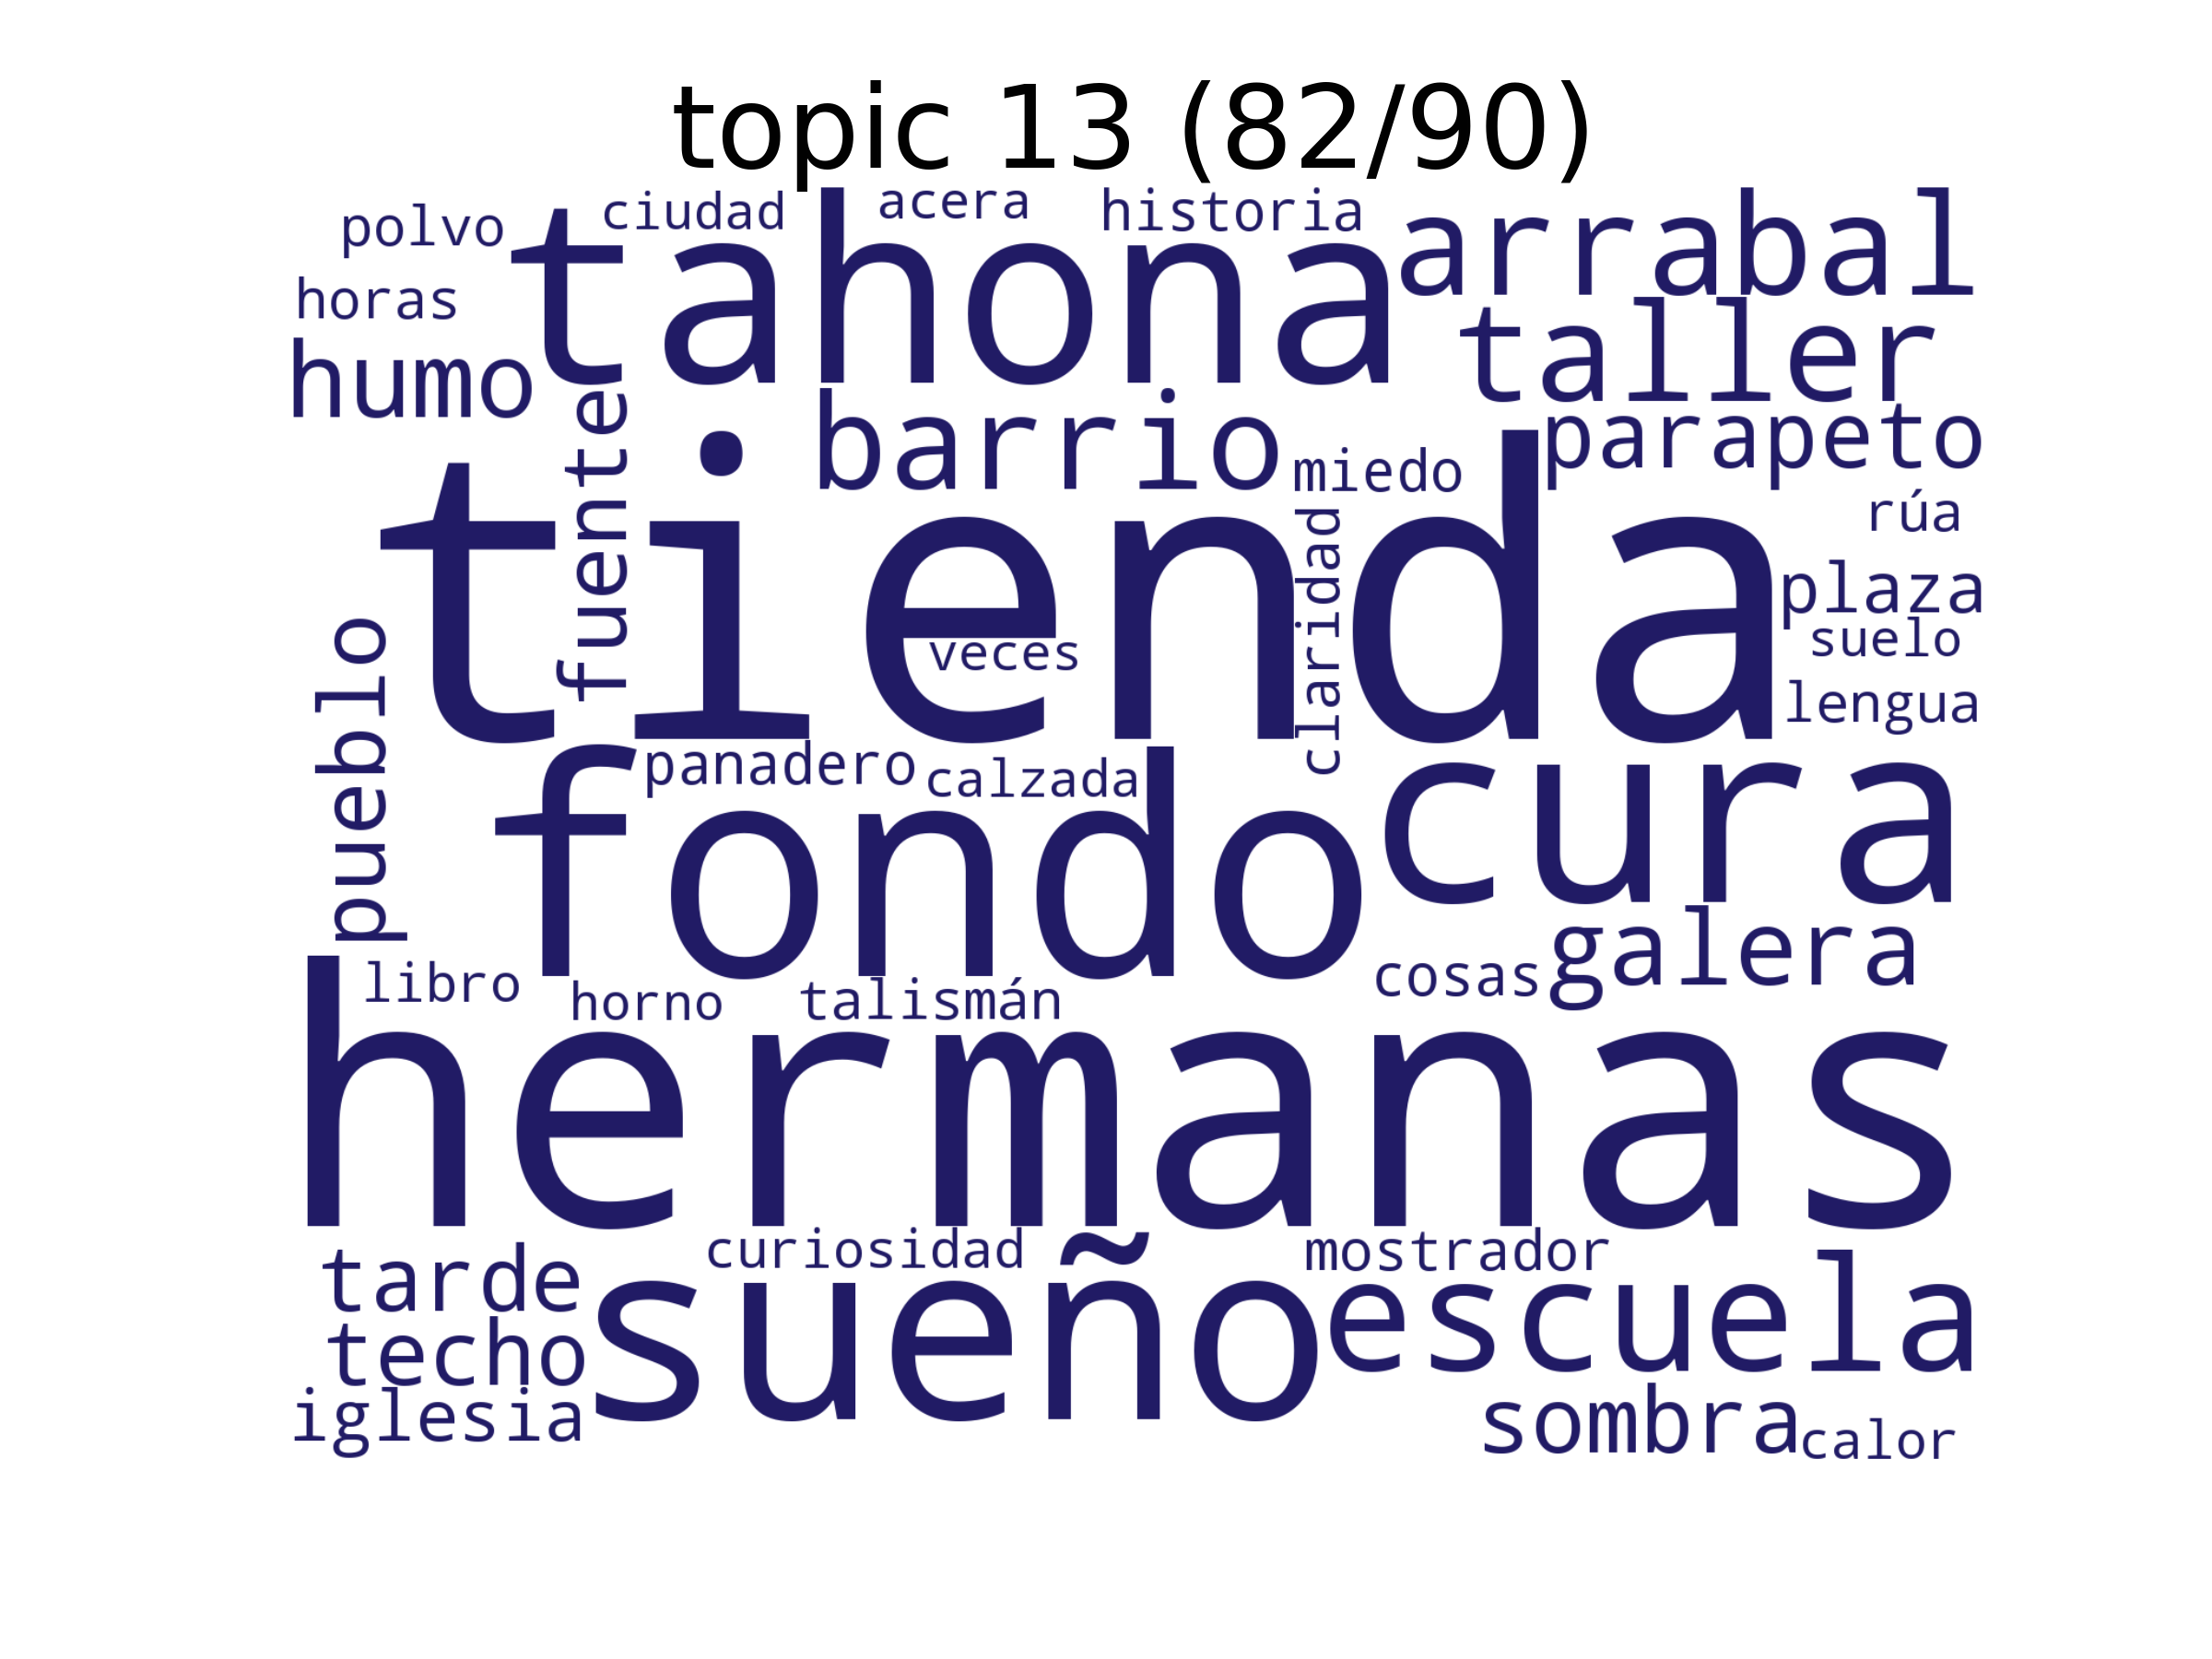 topic 13 (82/90)
polvo ciudad acera historia arrabal
tahona
horas
humo taller
barrio parapeto
fuente miedo
tienda rúa
claridad plaza
veces suelo
pueblo lengua
panadero calzada
fondo cura
galera
libro horno talismán cosas
hermanas
curiosidad mostrador
tarde sueño escuela
techo
iglesia sombra calor